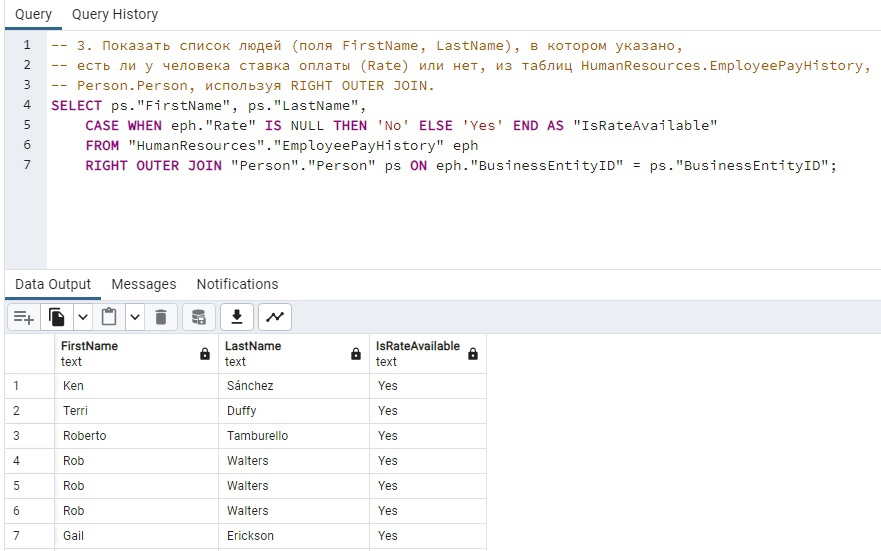 Query Query History
1 -- 3. Показать список людей (поля FirstName, LastName), в котором указано,
2 -- есть ли у человека ставка оплаты (Rate) или нет, из таблиц HumanResources.EmployeePayHistory,
3 -- Person.Person, используя RIGHT OUTER JOIN.
4 SELECT ps."FirstName", ps."LastName",
5 CASE WHEN eph."Rate" IS NULL THEN 'No' ELSE 'Yes' END AS "IsRateAvailable"
6 FROM "HumanResources"."EmployeePayHistory" eph
7 RIGHT OUTER JOIN "Person"."Person" ps ON eph."BusinessEntityID" = ps."BusinessEntityID";
Data Output Messages Notifications
FirstName LastName IsRateAvailable
text text text
1 Ken Sánchez Yes
2 Terri Duffy Yes
3 Roberto Tamburello Yes
4 Rob Walters Yes
5 Rob Walters Yes
6 Rob Walters Yes
7 Gail Erickson Yes